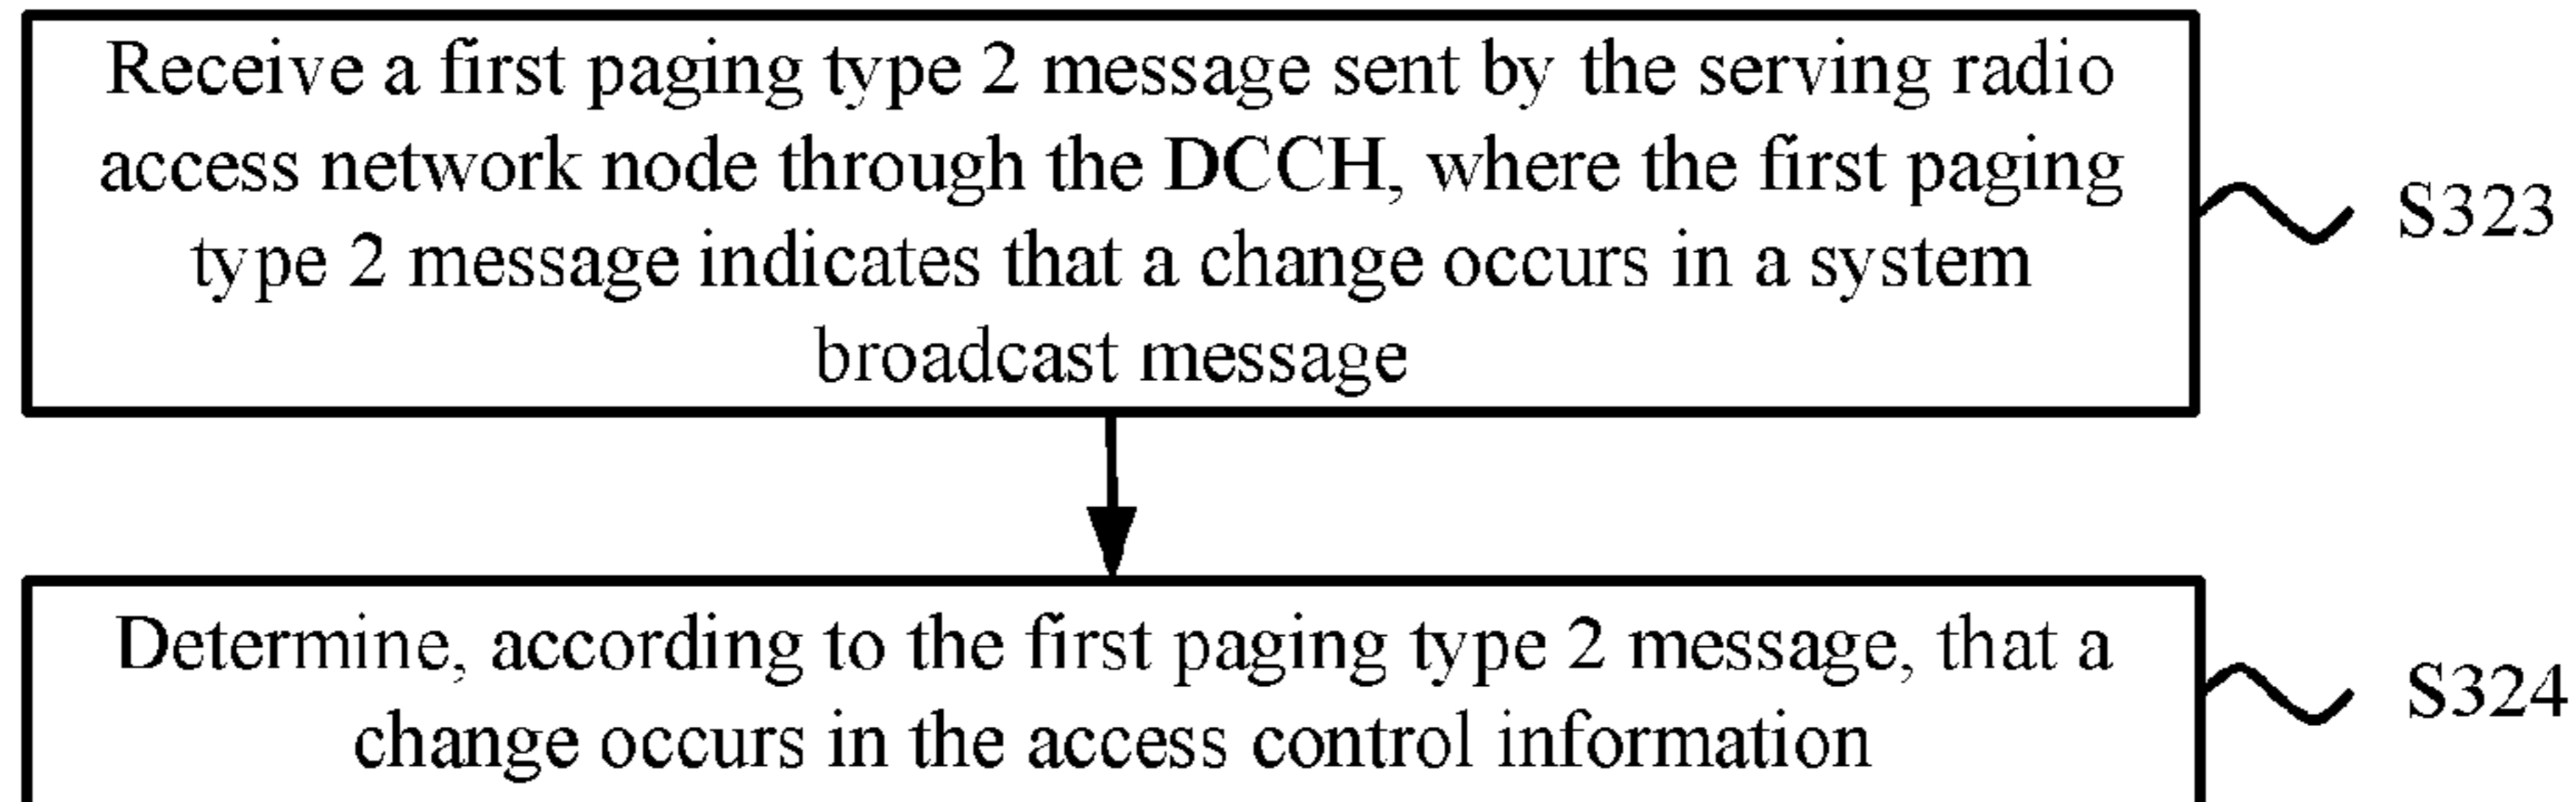 Receive a first paging type 2 message sent by the serving radio
access network node through the DCCH, where the first paging
type 2 message indicates that a change occurs in a system
broadcast message
S323
Determine, according to the first paging type 2 message, that a
change occurs in the access control information
S324